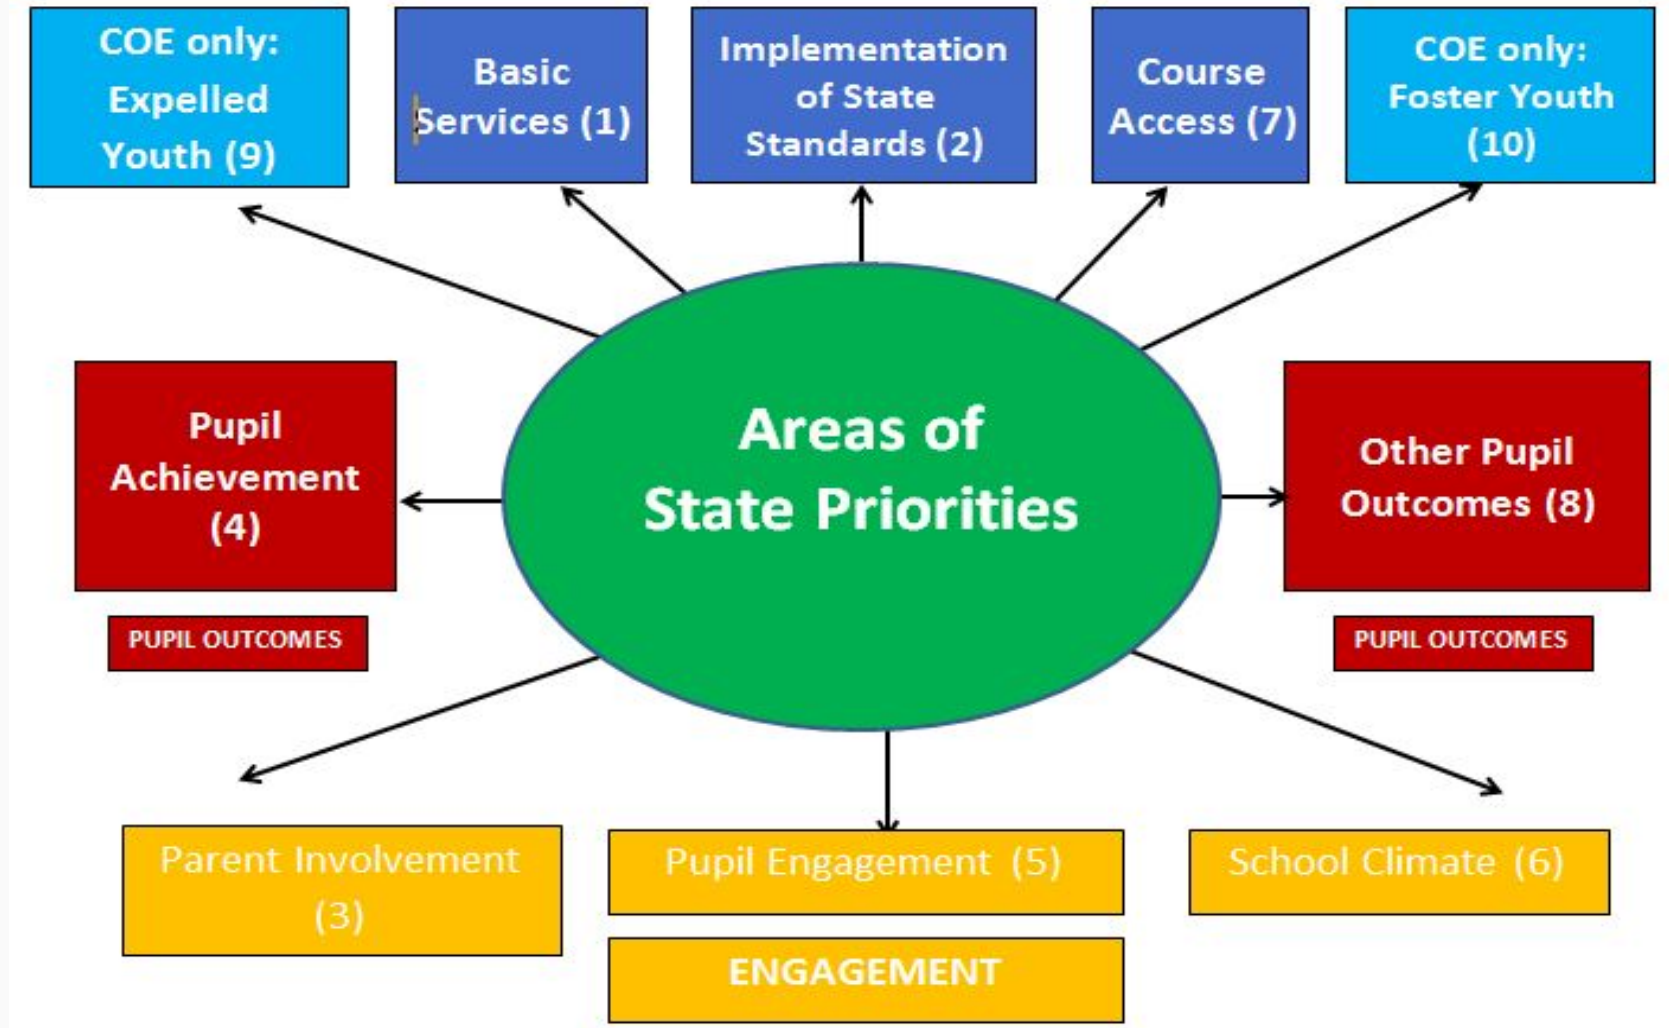 COE only:
Expelled
Youth (9)
Basic
Services (1)
Implementation
of State
Standards (2)
Course
Access (7)
COE only:
Foster Youth
(10)
Pupil
Achievement
(4)
PUPIL OUTCOMES
Areas of
State Priorities
Other Pupil
Outcomes (8)
PUPIL OUTCOMES
Parent Involvement
(3)
Pupil Engagement (5)
ENGAGEMENT
School Climate (6)